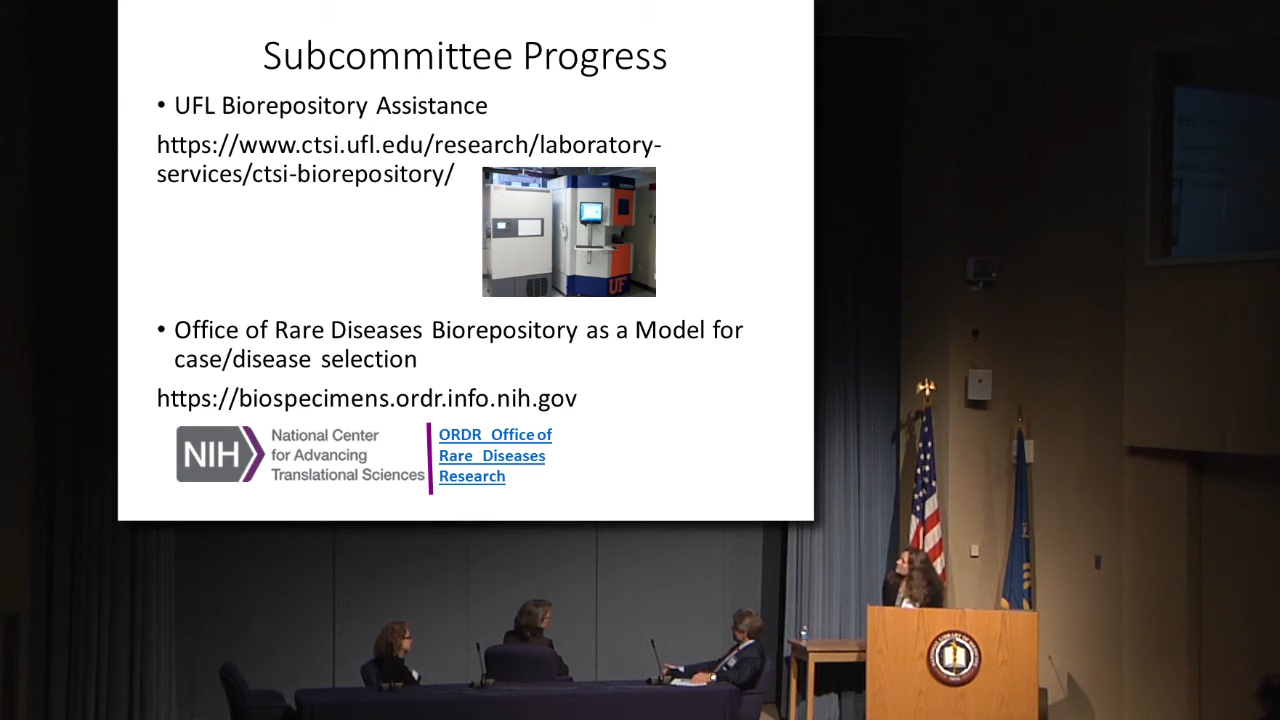 Subcommittee Progress
• UFL Biorepository Assistance
https://www.ctsi.ufl.edu/research/laboratory-
services/ctsi-biorepository/
UF
• Office of Rare Diseases Biorepository as a Model for
case/disease selection
https://biospecimens.ordr.info.nih.gov
NIH
National Center
for Advancing
Translational Sciences
ORDR Office of
Rare Diseases
Research